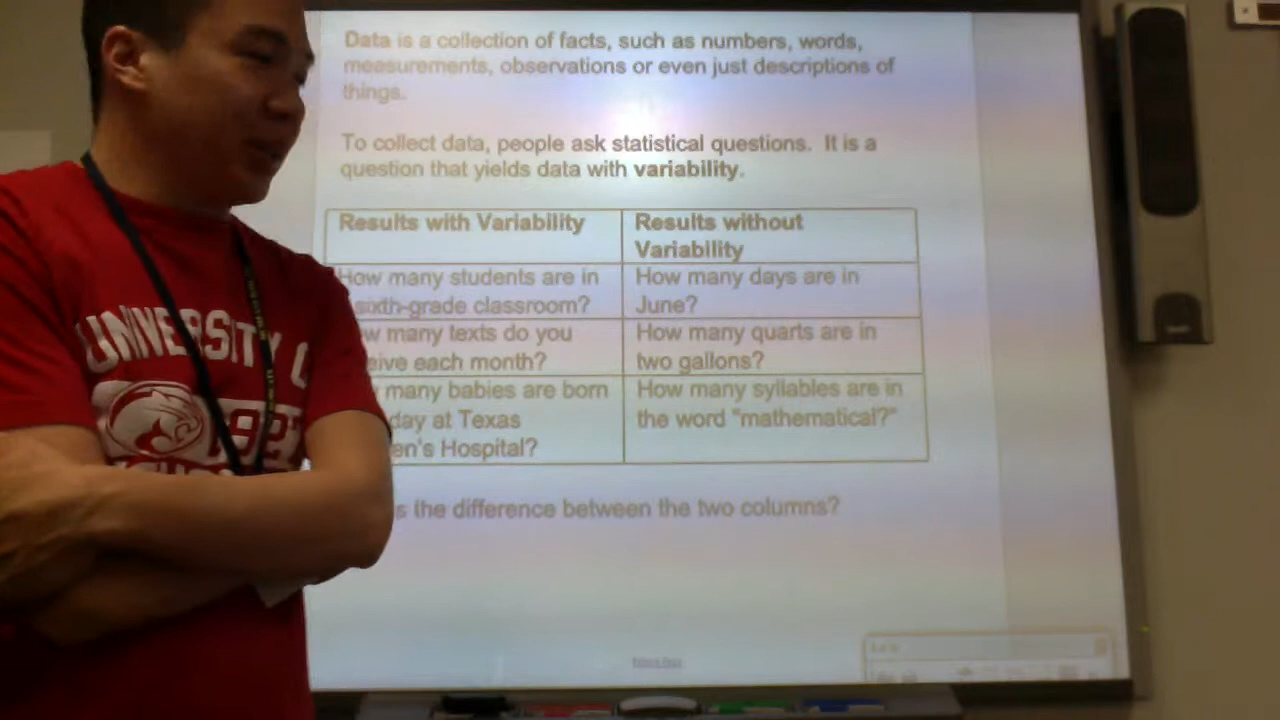 Data is a collection of facts, such as numbers, words,
measurements, observations or even just descriptions of
things.
To collect data, people ask statistical questions. It is a
question that yields data with variability.
Results with Variability
Results without
Variability
How many students are in
sixth-grade classroom?
How many days are in
June?
w many texts do you
eive each month?
How many quarts are in
two gallons?
many babies are born
day at Texas
en's Hospital?
How many syllables are in
the word "mathematical?"
s the difference between the two columns?
UNIVERSITY
192